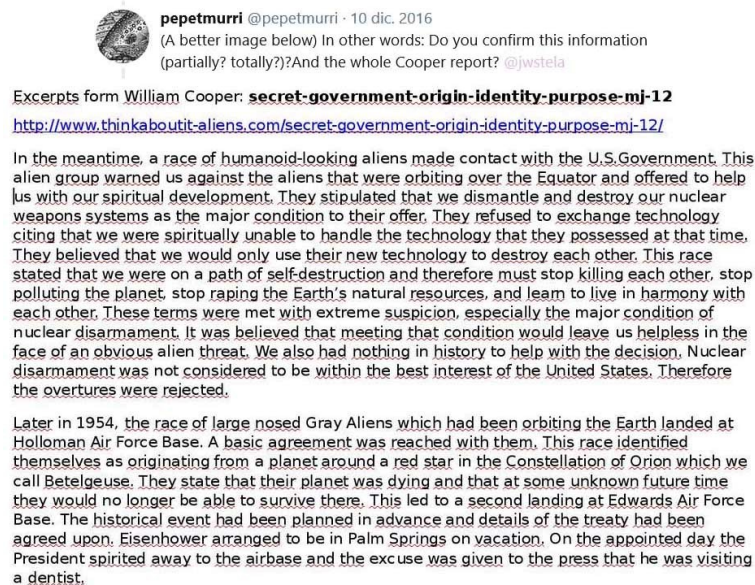 pepetmurri @pepetmurri · 10 dic. 2016
(A better image below) In other words: Do you confirm this information
(partially? totally?)?And the whole Cooper report? @jwstela
Excerpts form William Cooper: secret-government-origin-identity-purpose-mj-12
http://www.thinkaboutit-aliens.com/secret-government-origin-identity-purpose-mj-12/
In the meantime, a race of humanoid-looking aliens made contact with the U.S.Government. This
alien group warned us against the aliens that were orbiting over the Equator and offered to help
us with our spiritual development. They stipulated that we dismantle and destroy our nuclear
weapons systems as the major condition to their offer. They refused to exchange technology
citing that we were spiritually unable to handle the technology that they possessed at that time.
They believed that we would only use their new technology to destroy each other. This race
stated that we were on a path of self-destruction and therefore must stop killing each other, stop
polluting the planet, stop raping the Earth’s natural resources, and learn to live in harmony with
each other. These terms were met with extreme suspicion, especially the major condition of
nuclear disarmament. It was believed that meeting that condition would leave us helpless in the
face of an obvious alien threat. We also had nothing in history to help with the decision. Nuclear
disarmament was not considered to be within the best interest of the United States. Therefore
the overtures were rejected.
Later in 1954, the race of large nosed Gray Aliens which had been orbiting the Earth landed at
Holloman Air Force Base. A basic agreement was reached with them. This race identified
themselves as originating from a planet around a red star in the Constellation of Orion which we
call Betelgeuse. They state that their planet was dying and that at some unknown future time
they would no longer be able to survive there. This led to a second landing at Edwards Air Force
Base. The historical event had been planned in advance and details of the treaty had been
agreed upon. Eisenhower arranged to be in Palm Springs on vacation. On the appointed day the
President spirited away to the airbase and the excuse was given to the press that he was visiting
a dentist.